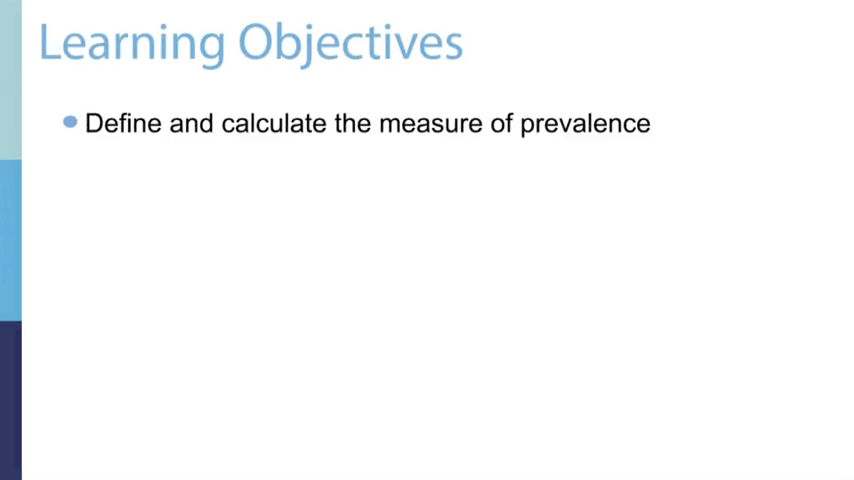 Learning Objectives
Define and calculate the measure of prevalence